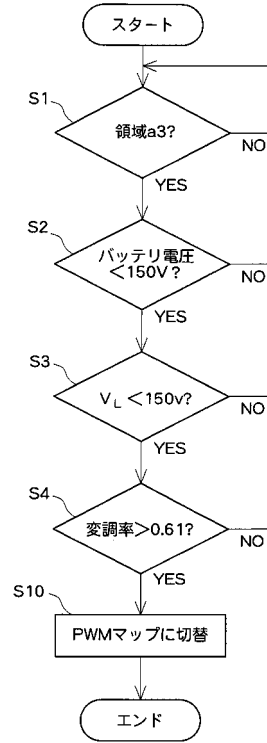 スタート
S1
領域a3?
NO
YES
S2
バッテリ電圧
<150V?
NO
YES
S3
VL <150v?
NO
YES
S4
変調率>0.61?
NO
YES
S10
PWMマップに切替
エンド